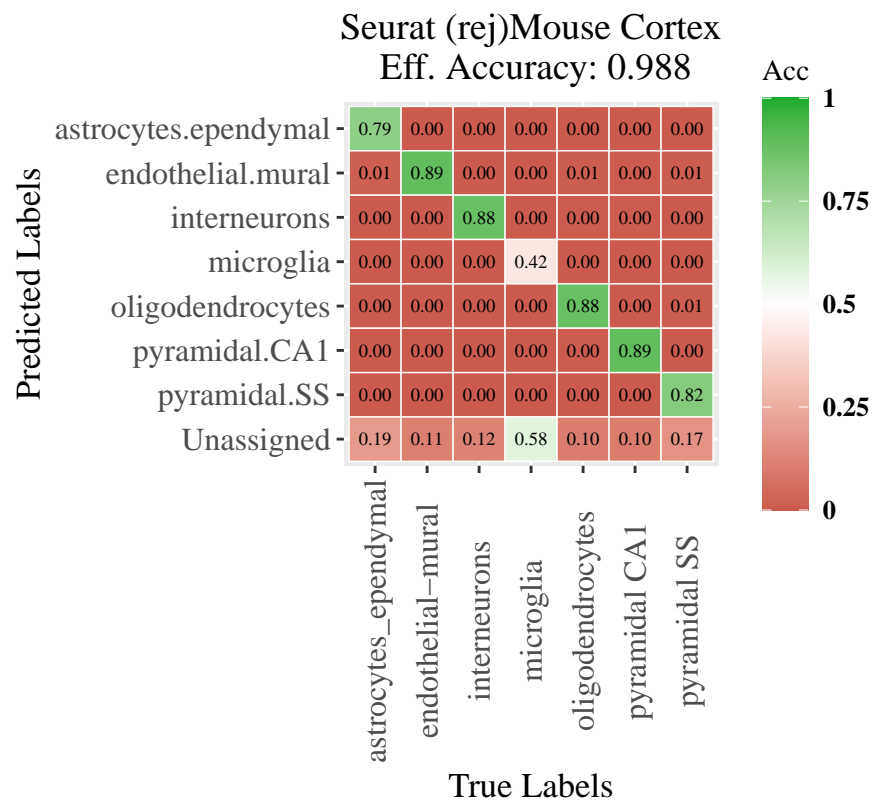 Seurat (rej)Mouse Cortex
Eff. Accuracy: 0.988
Acc
1
0.75
0.5
0.25
0
Predicted Labels
astrocytes.ependymal 0.79 0.00 0.00 0.00 0.00 0.00 0.00
endothelial.mural 0.01 0.89 0.00 0.00 0.01 0.00 0.01
interneurons 0.00 0.00 0.88 0.00 0.00 0.00 0.00
microglia 0.00 0.00 0.00 0.42 0.00 0.00 0.00
oligodendrocytes 0.00 0.00 0.00 0.00 0.88 0.00 0.01
pyramidal.CA1 0.00 0.00 0.00 0.00 0.00 0.89 0.00
pyramidal.SS 0.00 0.00 0.00 0.00 0.00 0.00 0.82
Unassigned 0.19 0.11 0.12 0.58 0.10 0.10 0.17
astrocytes_ependymal
endothelial−mural
interneurons
microglia
oligodendrocytes
pyramidal CA1
pyramidal SS
True Labels